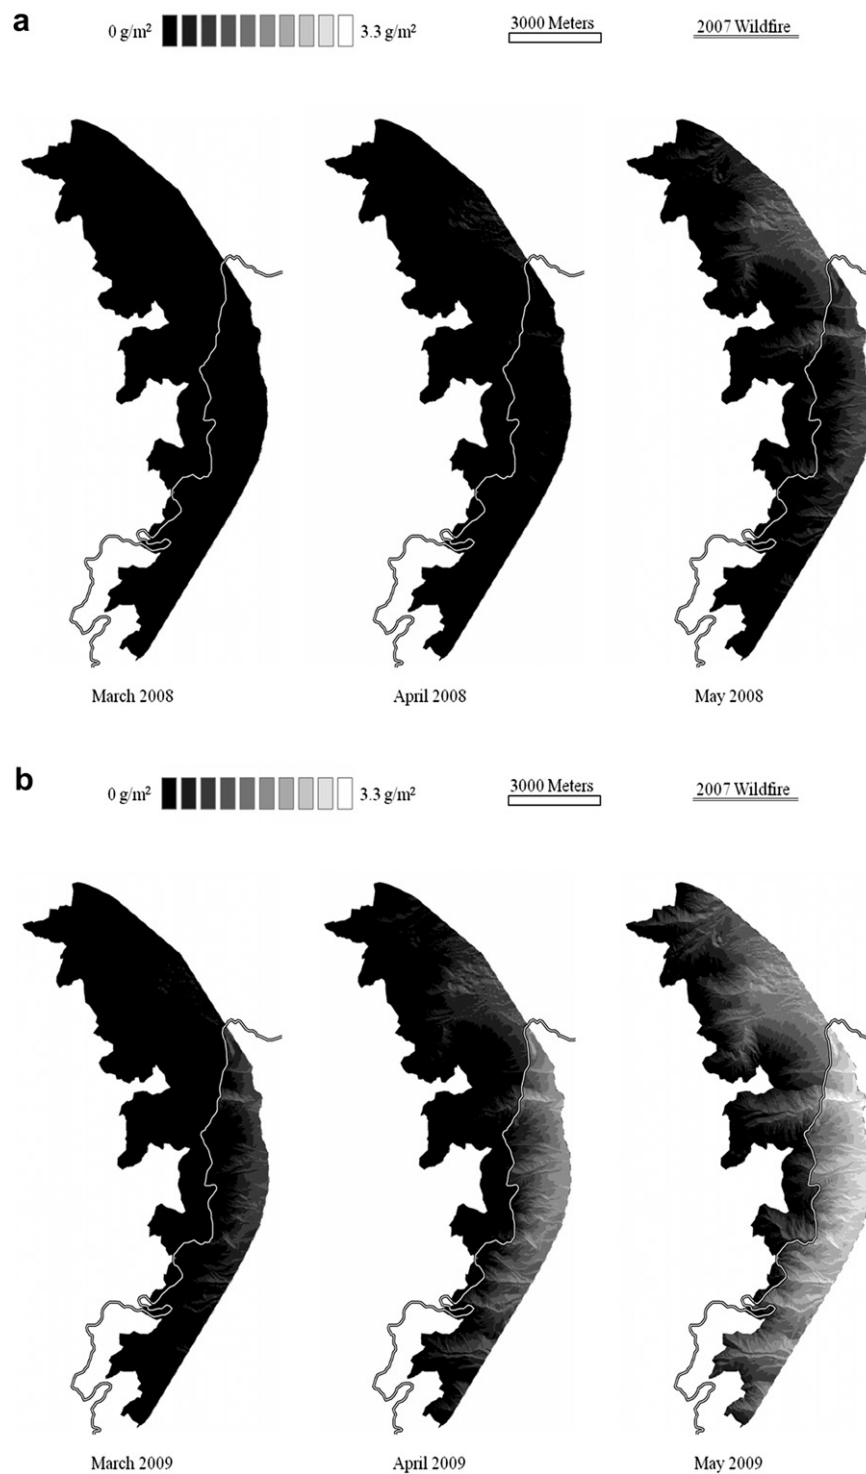 a
0 g/m² 3.3 g/m² 3000 Meters 2007 Wildfire
March 2008 April 2008 May 2008
b
0 g/m² 3.3 g/m² 3000 Meters 2007 Wildfire
March 2009 April 2009 May 2009